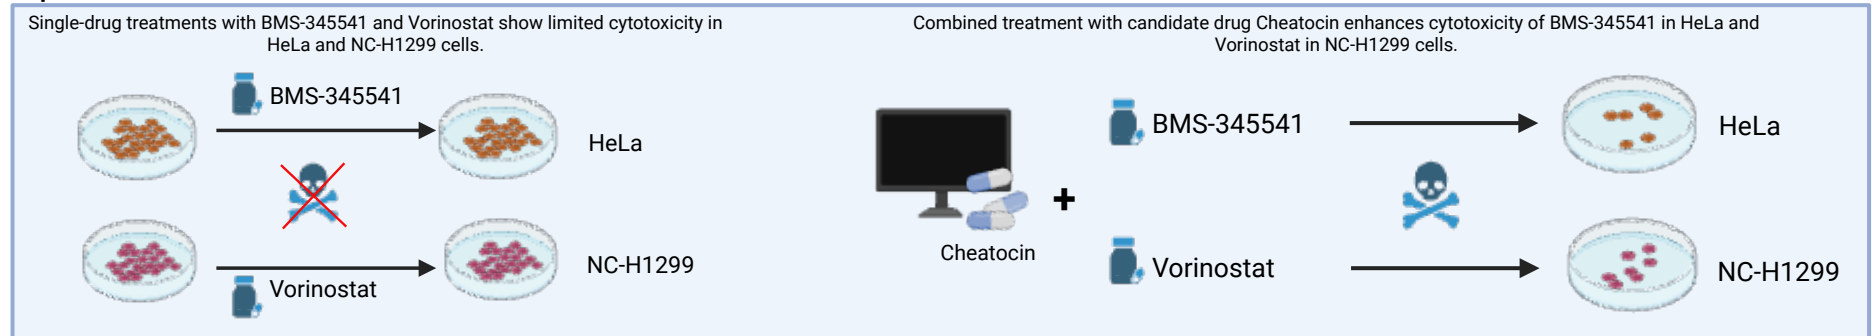 Single-drug treatments with BMS-345541 and Vorinostat show limited cytotoxicity in
HeLa and NC-H1299 cells.
BMS-345541
HeLa
NC-H1299
Vorinostat
Combined treatment with candidate drug Cheatocin enhances cytotoxicity of BMS-345541 in HeLa and
Vorinostat in NC-H1299 cells.
BMS-345541
HeLa
+
Cheatocin
Vorinostat
NC-H1299